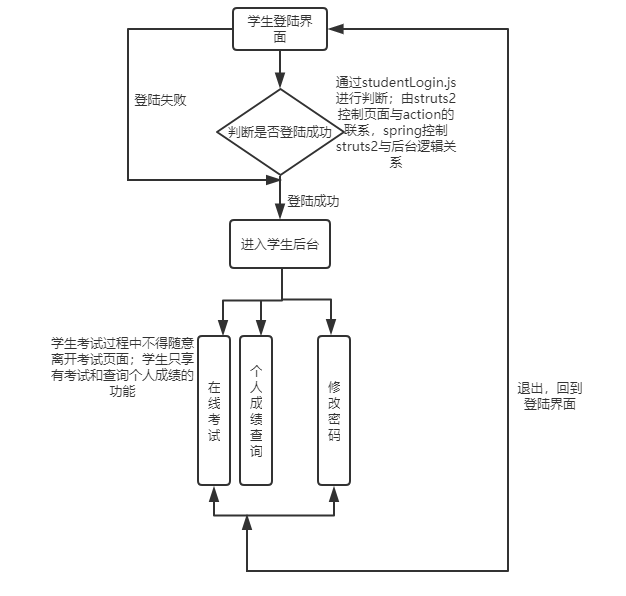 学生登陆界
面
登陆失败
通过studentLogin.js
进行判断；由struts2
控制页面与action的
联系，spring控制
struts2与后台逻辑关
系
判断是否登陆成功
登陆成功
进入学生后台
学生考试过程中不得随意
离开考试页面；学生只享
有考试和查询个人成绩的
功能
在线考试
个人成绩查询
修改密码
退出，回到
登陆界面